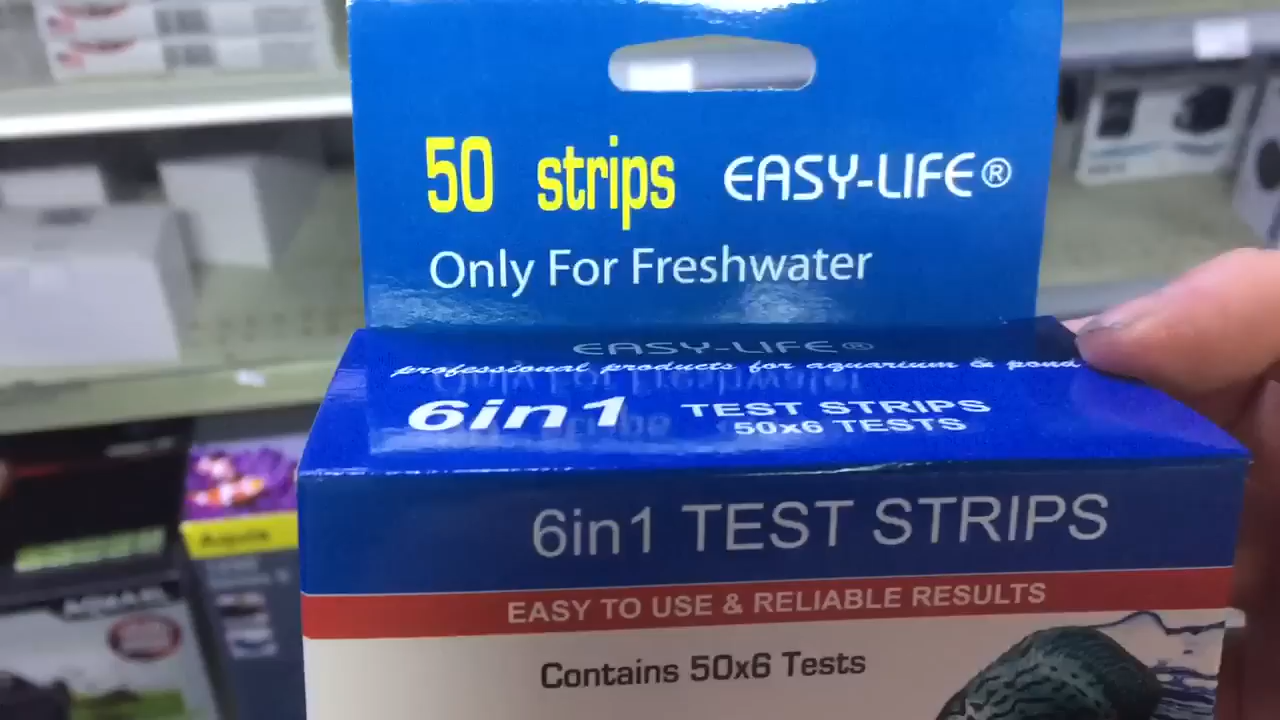 50 strips EASY-LIFE®
Only For Freshwater
EASY-LIFE®
professional products for aquarium & pond
6in1 TEST STRIPS
50x6 TESTS
6in1 TEST STRIPS
EASY TO USE & RELIABLE RESULTS
Contains 50x6 Tests